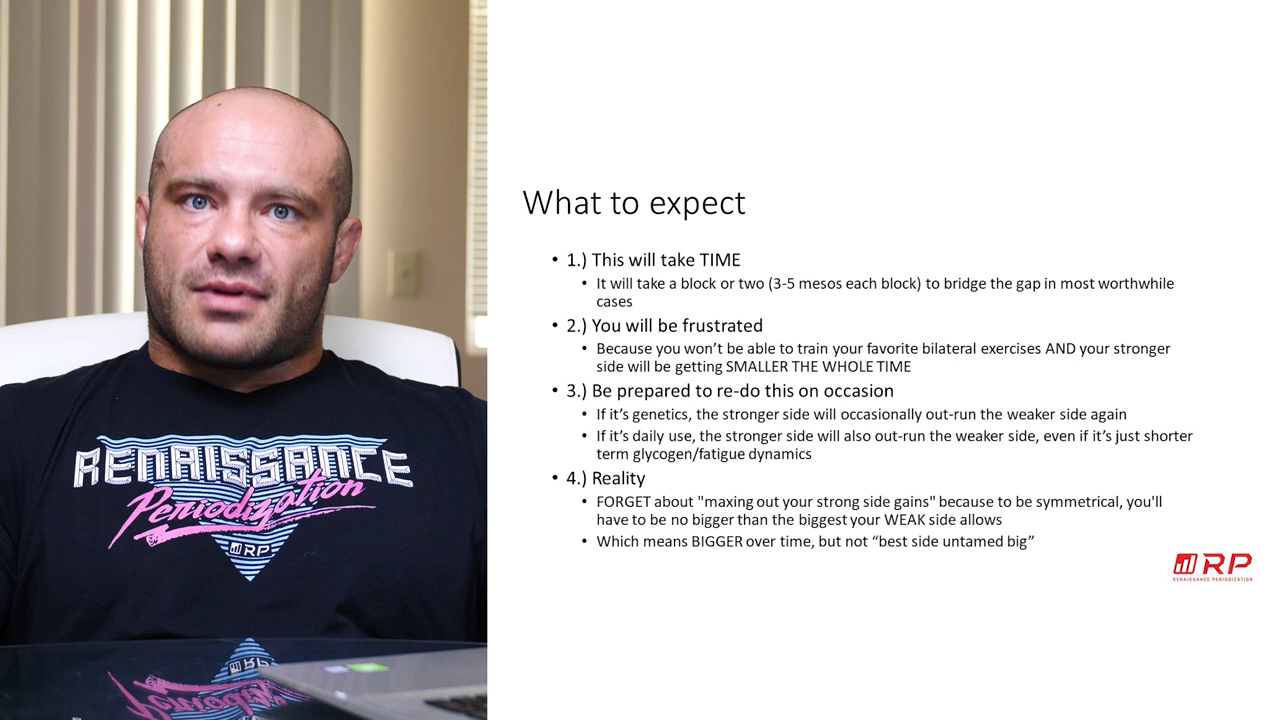 RENAISSANCE
Periodization
RP
What to expect
• 1.) This will take TIME
• It will take a block or two (3-5 mesos each block) to bridge the gap in most worthwhile
cases
• 2.) You will be frustrated
• Because you won’t be able to train your favorite bilateral exercises AND your stronger
side will be getting SMALLER THE WHOLE TIME
• 3.) Be prepared to re-do this on occasion
• If it’s genetics, the stronger side will occasionally out-run the weaker side again
• If it’s daily use, the stronger side will also out-run the weaker side, even if it’s just shorter
term glycogen/fatigue dynamics
• 4.) Reality
• FORGET about "maxing out your strong side gains" because to be symmetrical, you'll
have to be no bigger than the biggest your WEAK side allows
• Which means BIGGER over time, but not “best side untamed big”
RP
RENAISSANCE PERIODIZATION